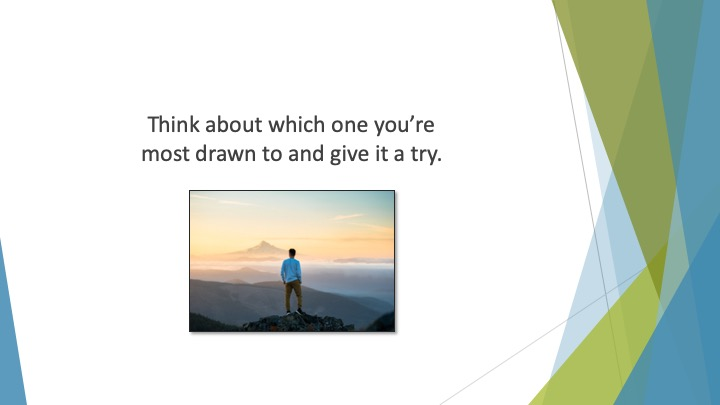 Think about which one you’re
most drawn to and give it a try.